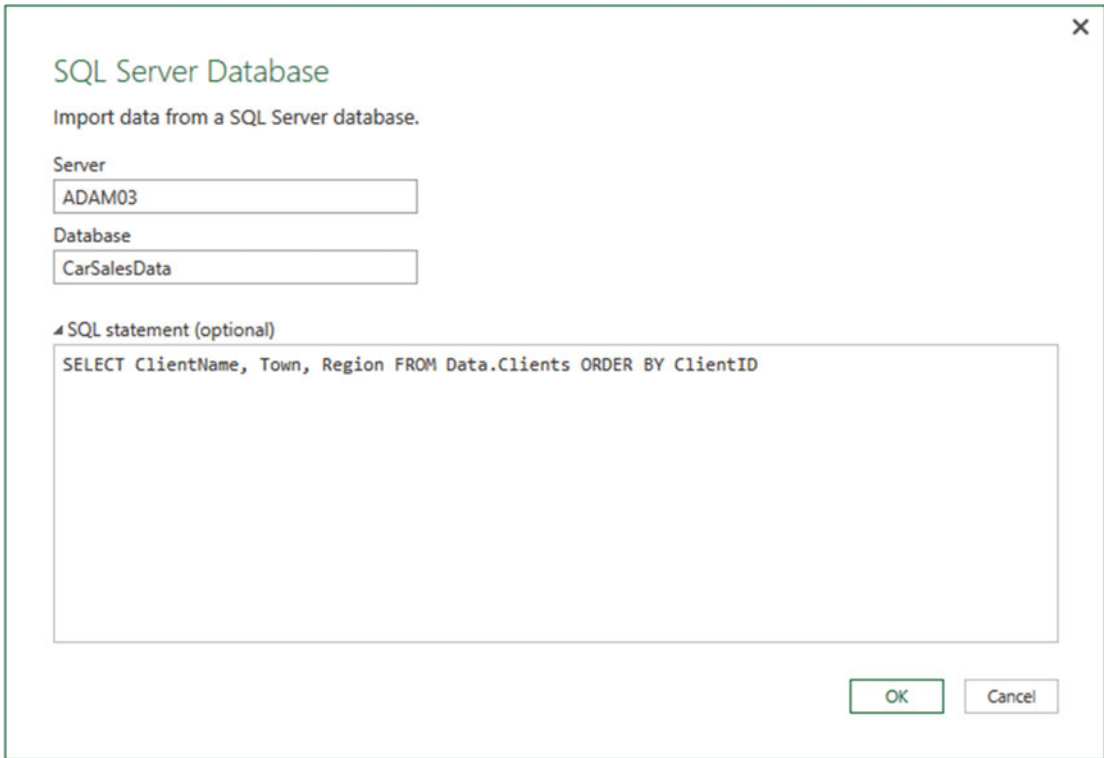 SQL Server Database
Import data from a SQL Server database.
Server
ADAM03
Database
CarSalesData
SQL statement (optional)
SELECT ClientName, Town, Region FROM Data.Clients ORDER BY ClientID
OK
Cancel